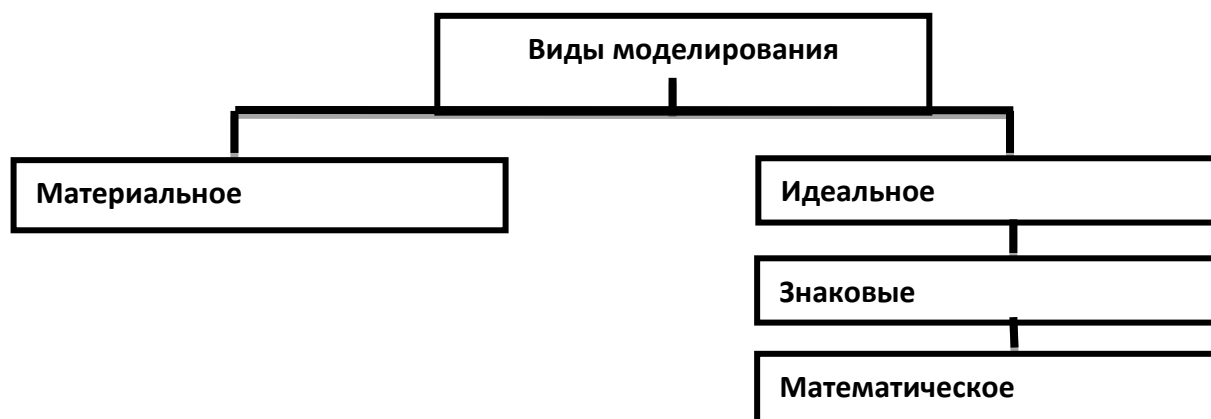 Виды моделирования
Материальное
Идеальное
Знаковые
Математическое